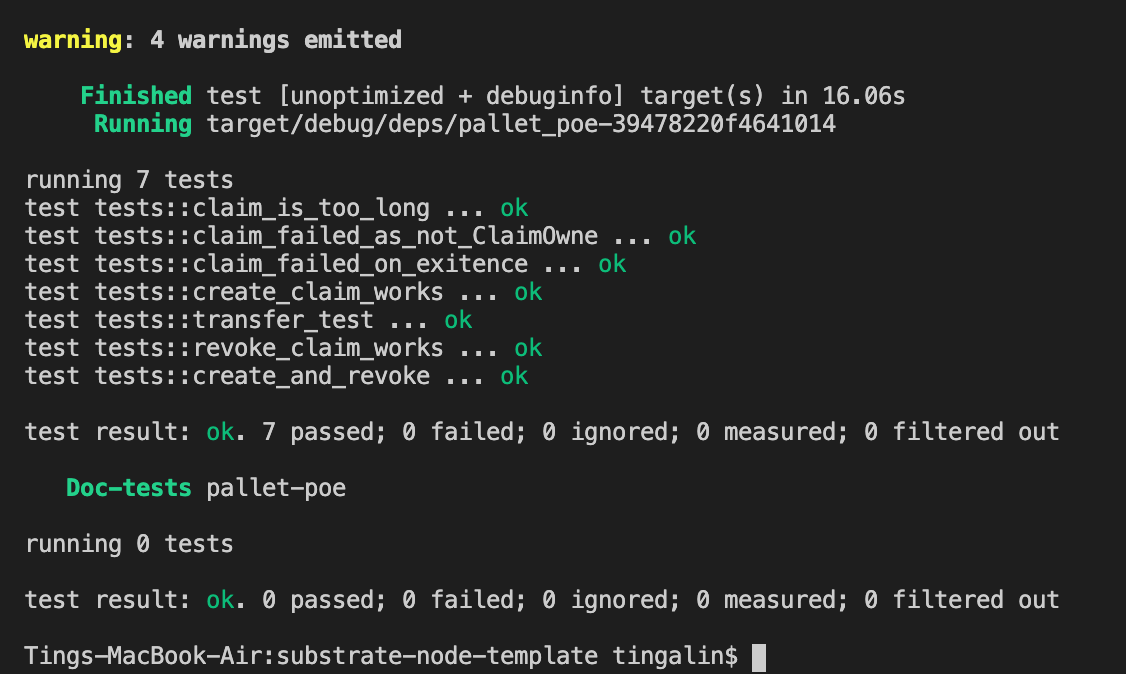 warning: 4 warnings emitted
Finished test [unoptimized + debuginfo] target(s) in 16.06s
Running target/debug/deps/pallet_poe-39478220f4641014
running 7 tests
test tests::claim_is_too_long ... ok
test tests::claim_failed_as_not_ClaimOwne ... ok
test tests::claim_failed_on_exitence ... ok
test tests::create_claim_works ... ok
test tests::transfer_test ... ok
test tests::revoke_claim_works ... ok
test tests::create_and_revoke ... ok
test result: ok. 7 passed; 0 failed; 0 ignored; 0 measured; 0 filtered out
Doc-tests pallet-poe
running 0 tests
test result: ok. 0 passed; 0 failed; 0 ignored; 0 measured; 0 filtered out
Tings-MacBook-Air:substrate-node-template tingalin$